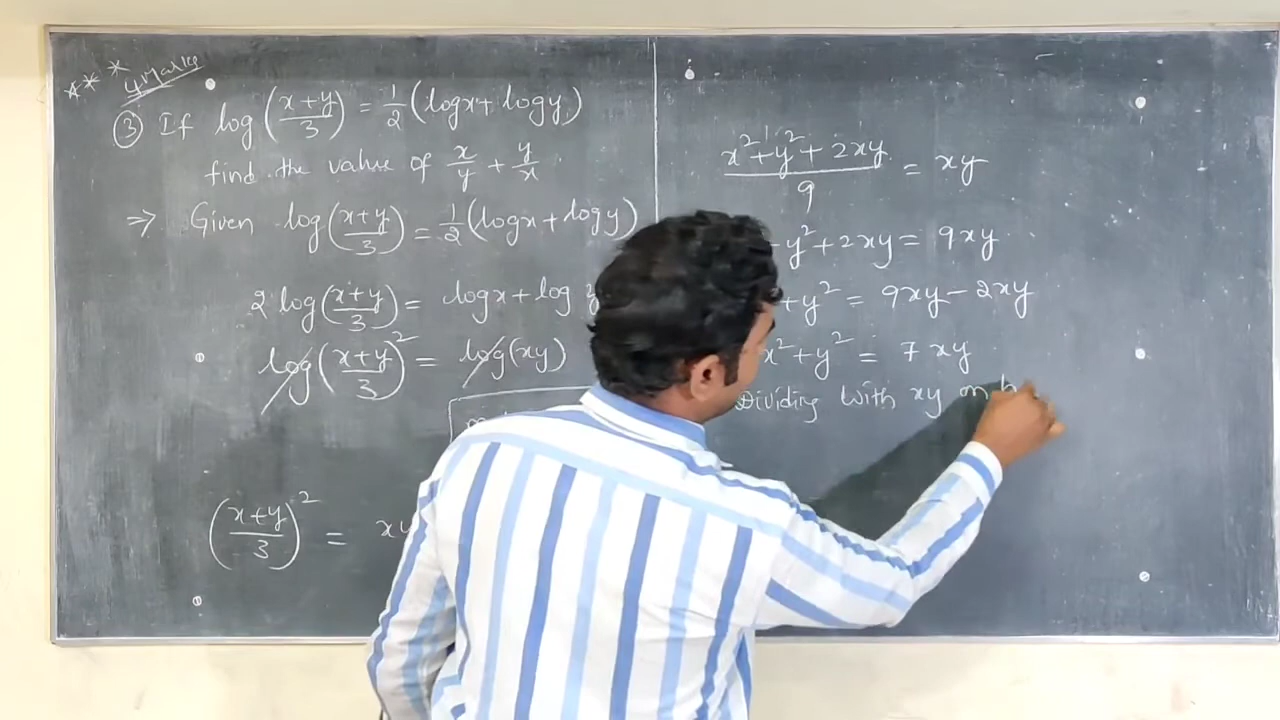 *** 4 Marks
③ If log((x+y)/3) = 1/2 (logx + logy)
find the value of x/y + y/x.
⇒ Given log((x+y)/3) = 1/2 (logx + logy)
2 log((x+y)/3) = logx + log
log((x+y)/3)² = log(xy)
((x+y)/3)² =
(x² + y² + 2xy)/9 = xy
y² + 2xy = 9xy
+ y² = 9xy − 2xy
x² + y² = 7xy
Dividing with xy on